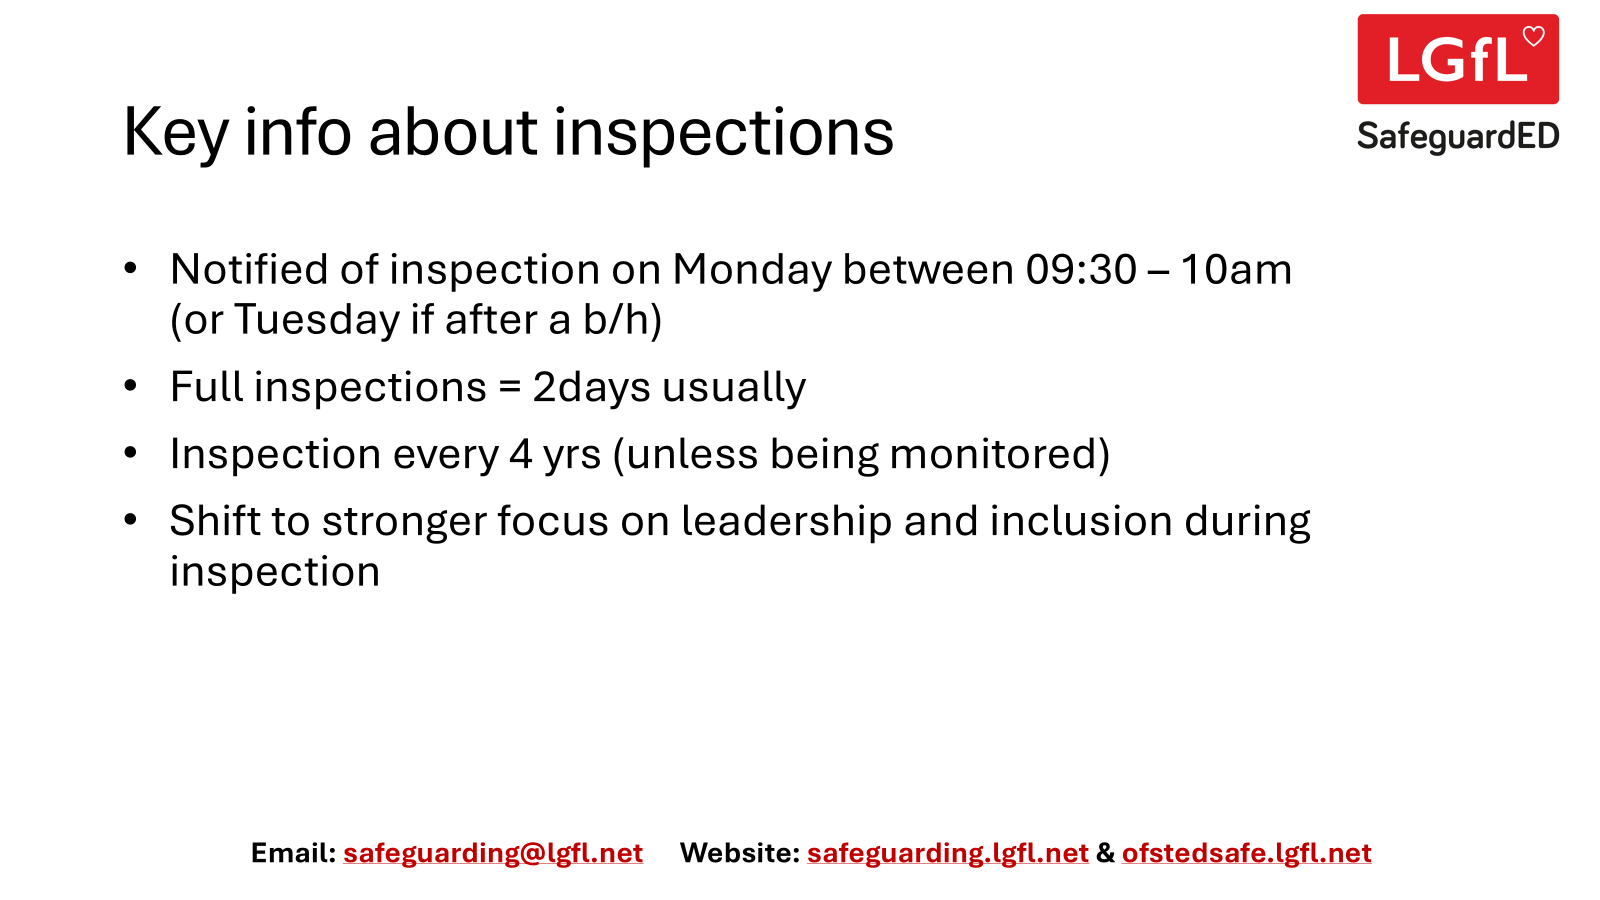 LGfL
SafeguardED
Key info about inspections
• Notified of inspection on Monday between 09:30 – 10am
(or Tuesday if after a b/h)
• Full inspections = 2days usually
• Inspection every 4 yrs (unless being monitored)
• Shift to stronger focus on leadership and inclusion during
inspection
Email: safeguarding@lgfl.net Website: safeguarding.lgfl.net & ofstedsafe.lgfl.net